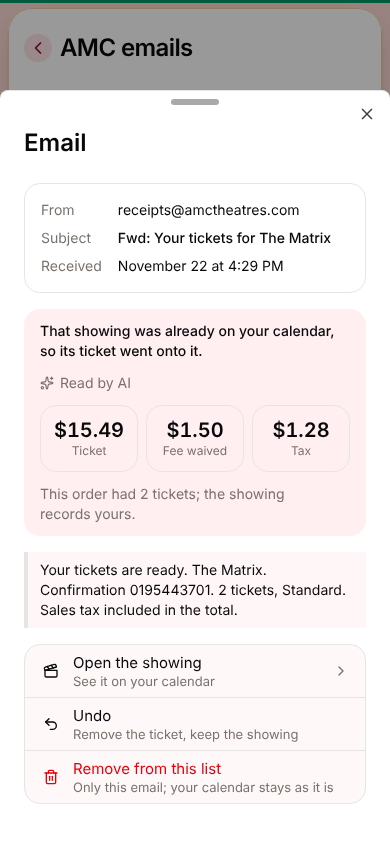 AMC emails
Email
From receipts@amctheatres.com
Subject Fwd: Your tickets for The Matrix
Received November 22 at 4:29 PM
That showing was already on your calendar,
so its ticket went onto it.
Read by AI
$15.49 $1.50 $1.28
Ticket Fee waived Tax
This order had 2 tickets; the showing
records yours.
Your tickets are ready. The Matrix.
Confirmation 0195443701. 2 tickets, Standard.
Sales tax included in the total.
Open the showing
See it on your calendar
Undo
Remove the ticket, keep the showing
Remove from this list
Only this email; your calendar stays as it is